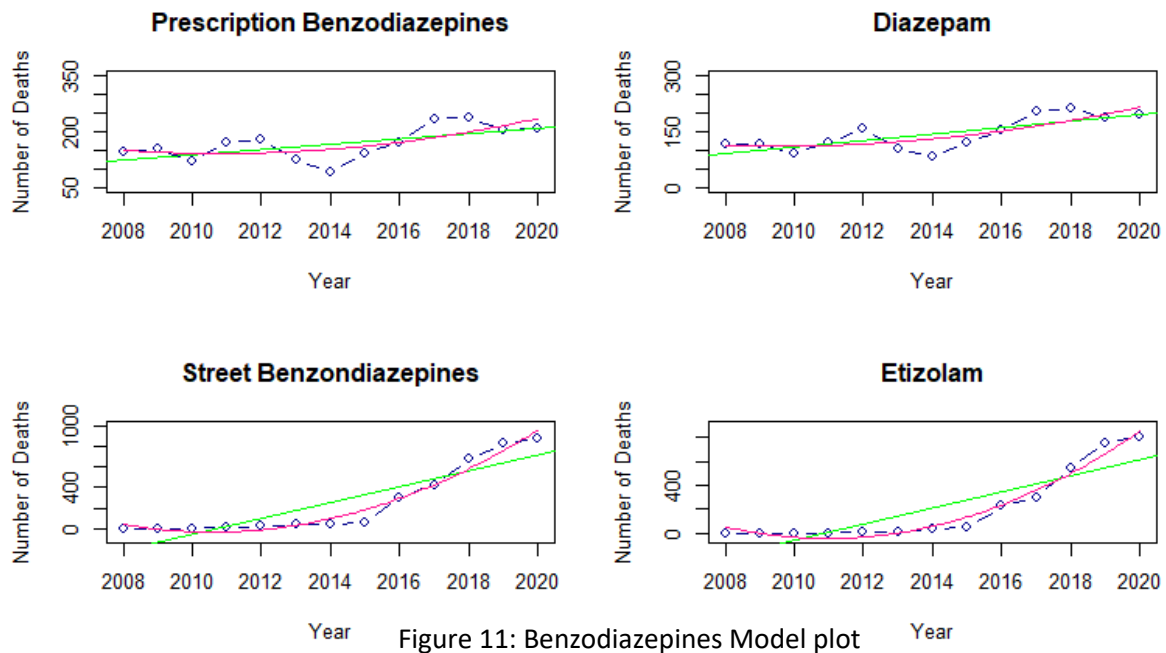 Prescription Benzodiazepines
Number of Deaths
350
200
50
2008 2010 2012 2014 2016 2018 2020
Year
Diazepam
Number of Deaths
300
150
0
2008 2010 2012 2014 2016 2018 2020
Year
Street Benzondiazepines
Number of Deaths
1000
400
0
2008 2010 2012 2014 2016 2018 2020
Year
Etizolam
Number of Deaths
400
0
2008 2010 2012 2014 2016 2018 2020
Year
Figure 11: Benzodiazepines Model plot